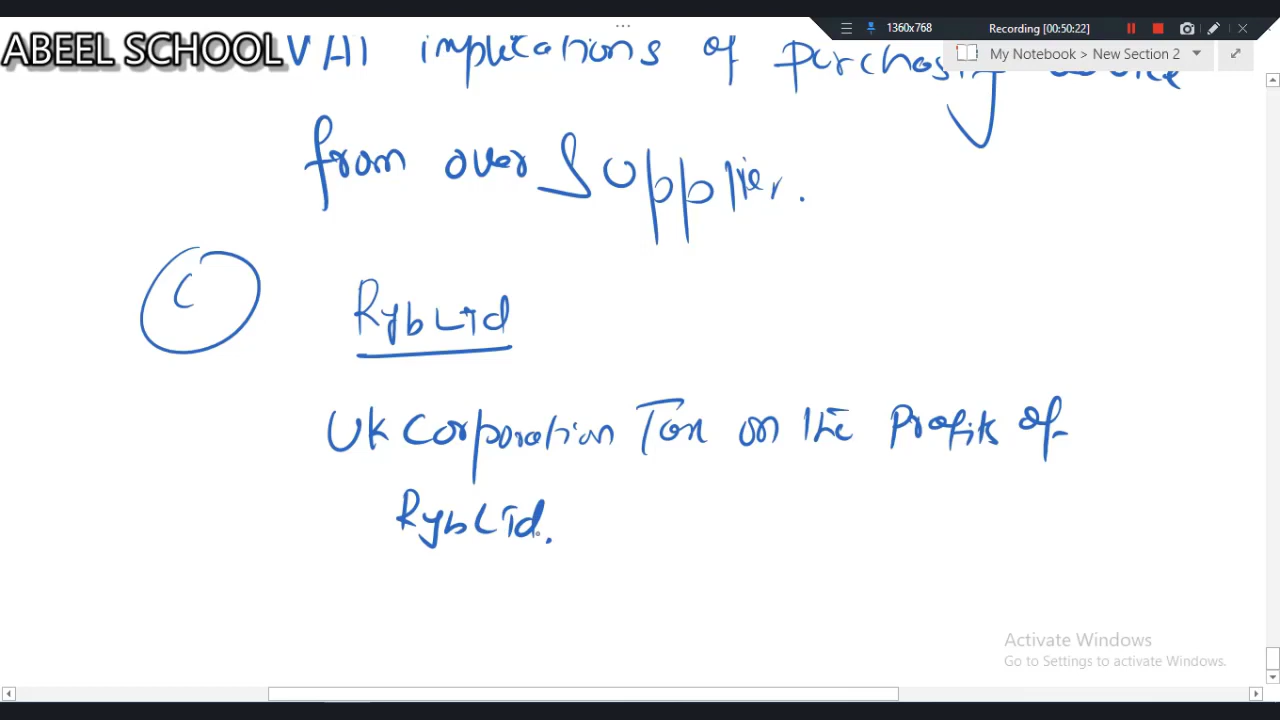 1360x768 Recording [00:50:22]
My Notebook > New Section 2
ABEEL SCHOOL
VAT implications of purchasing
from over Supplier.
C
Ryb Ltd
UK Corporation Tax on the Profits of
Ryb Ltd.
Activate Windows
Go to Settings to activate Windows.